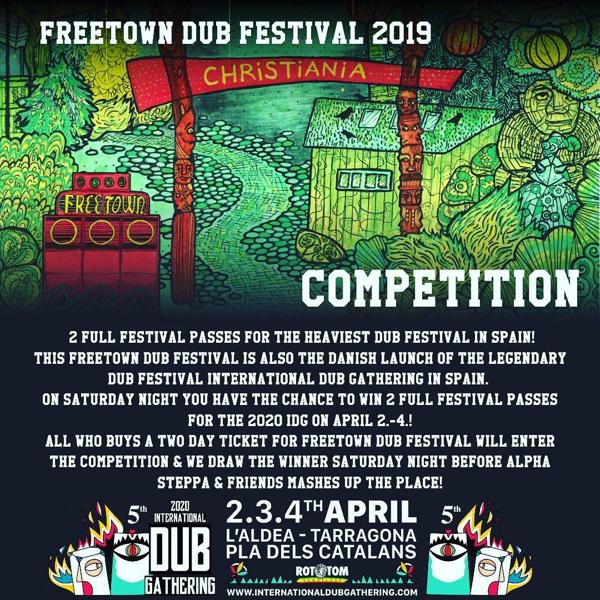 FREETOWN DUB FESTIVAL 2019
CHRISTIANIA
FREETOWN
COMPETITION
2 FULL FESTIVAL PASSES FOR THE HEAVIEST DUB FESTIVAL IN SPAIN!
THIS FREETOWN DUB FESTIVAL IS ALSO THE DANISH LAUNCH OF THE LEGENDARY
DUB FESTIVAL INTERNATIONAL DUB GATHERING IN SPAIN.
ON SATURDAY NIGHT YOU HAVE THE CHANCE TO WIN 2 FULL FESTIVAL PASSES
FOR THE 2020 IDG ON APRIL 2.-4.!
ALL WHO BUYS A TWO DAY TICKET FOR FREETOWN DUB FESTIVAL WILL ENTER
THE COMPETITION & WE DRAW THE WINNER SATURDAY NIGHT BEFORE ALPHA
STEPPA & FRIENDS MASHES UP THE PLACE!
5th
2020
INTERNATIONAL
DUB
GATHERING
2.3.4TH APRIL
L'ALDEA - TARRAGONA
PLA DELS CATALANS
ROTOTOM
WWW.INTERNATIONALDUBGATHERING.COM
5th